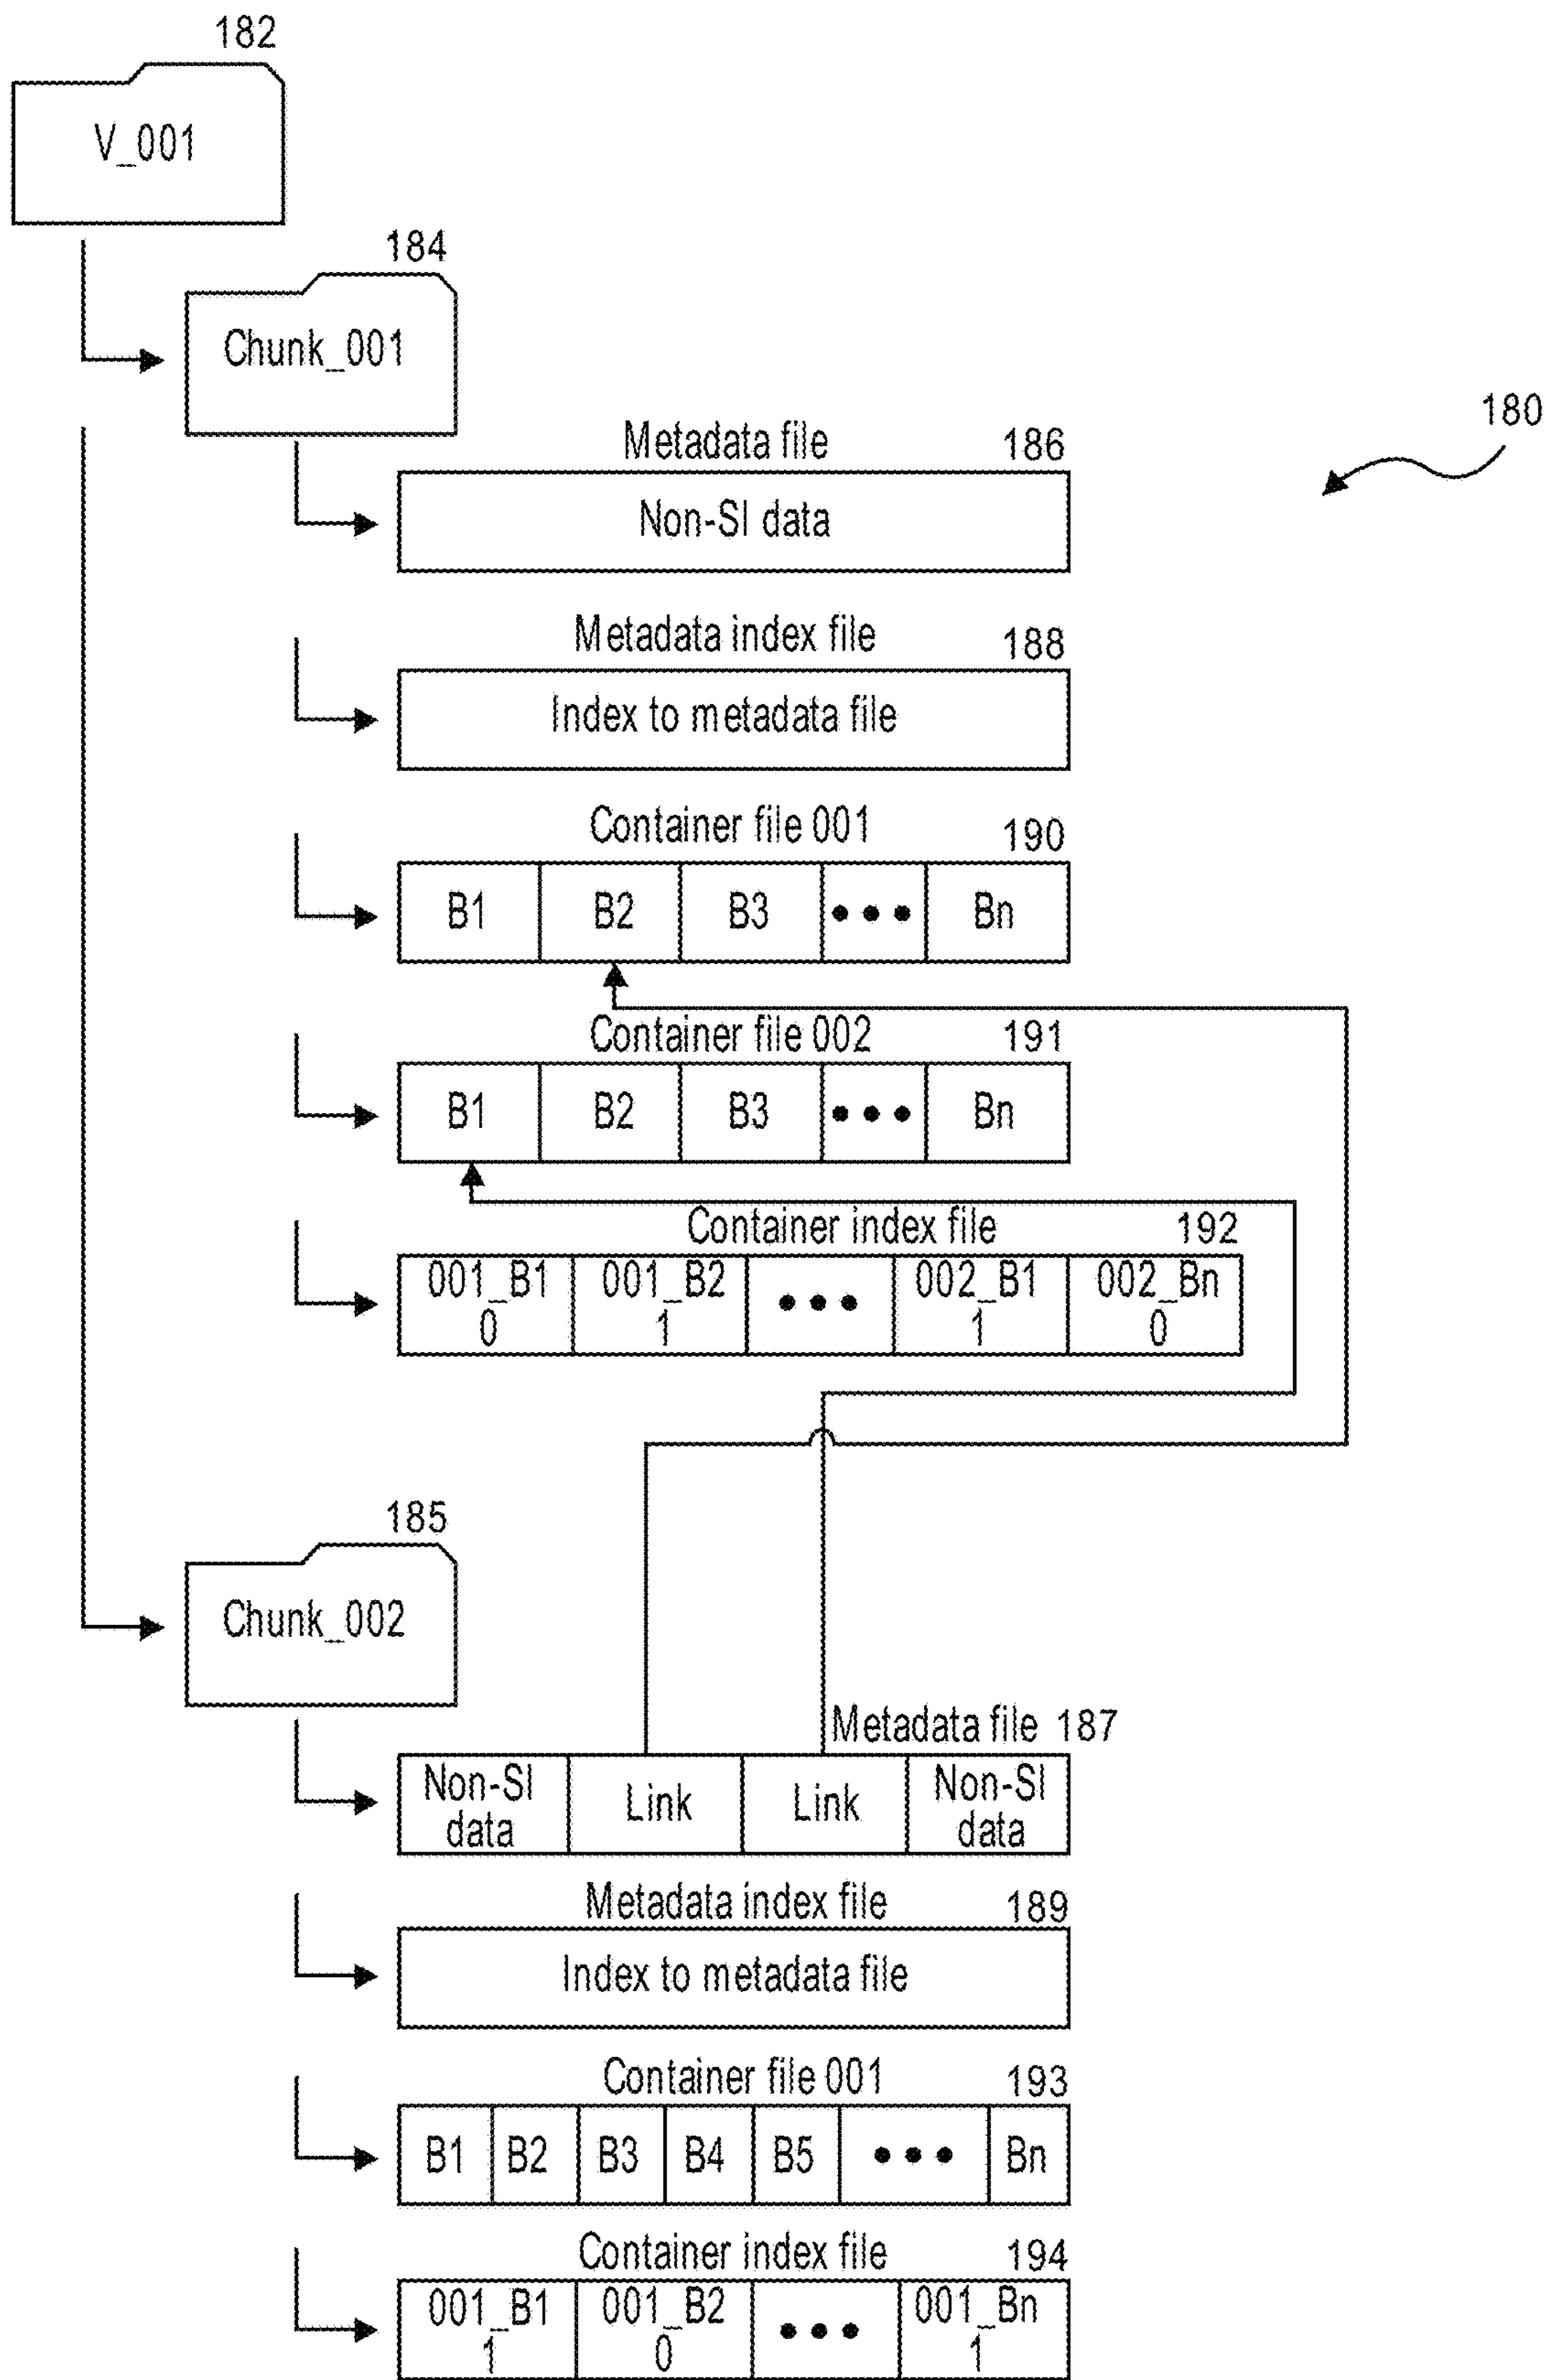 182
V_001
184
Chunk_001
180
Metadata file 186
Non-SI data
Metadata index file 188
Index to metadata file
Container file 001 190
B1 B2 B3 ••• Bn
Container file 002 191
B1 B2 B3 ••• Bn
Container index file 192
001_B1 001_B2 ••• 002_B1 002_Bn
0 1 1 0
185
Chunk_002
Metadata file 187
Non-SI Link Link Non-SI
data data
Metadata index file 189
Index to metadata file
Container file 001 193
B1 B2 B3 B4 B5 ••• Bn
Container index file 194
001_B1 001_B2 ••• 001_Bn
1 0 1